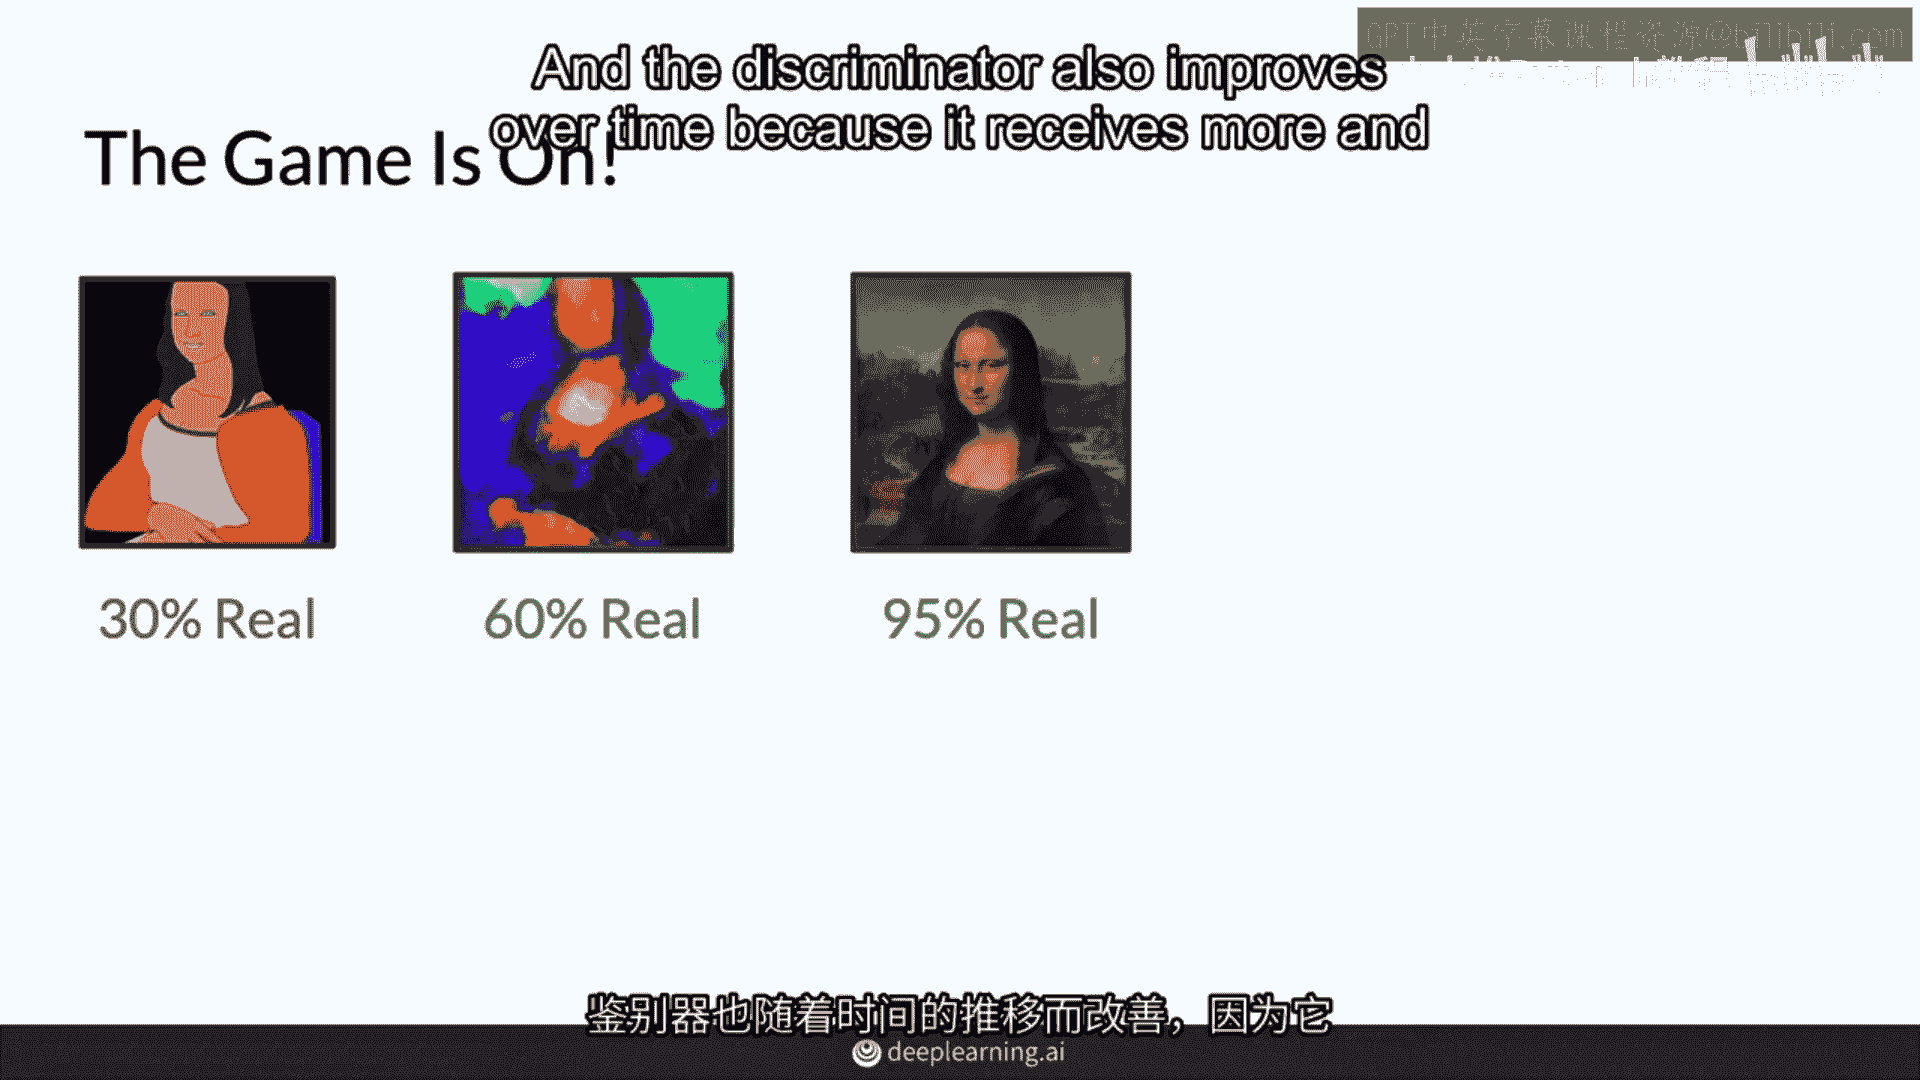 GPT中英字幕课程资源@bilibili.com
And the discriminator also improves
over time because it receives more and
The Game Is On!
30% Real
60% Real
95% Real
鉴别器也随着时间的推移而改善，因为它
deeplearning.ai